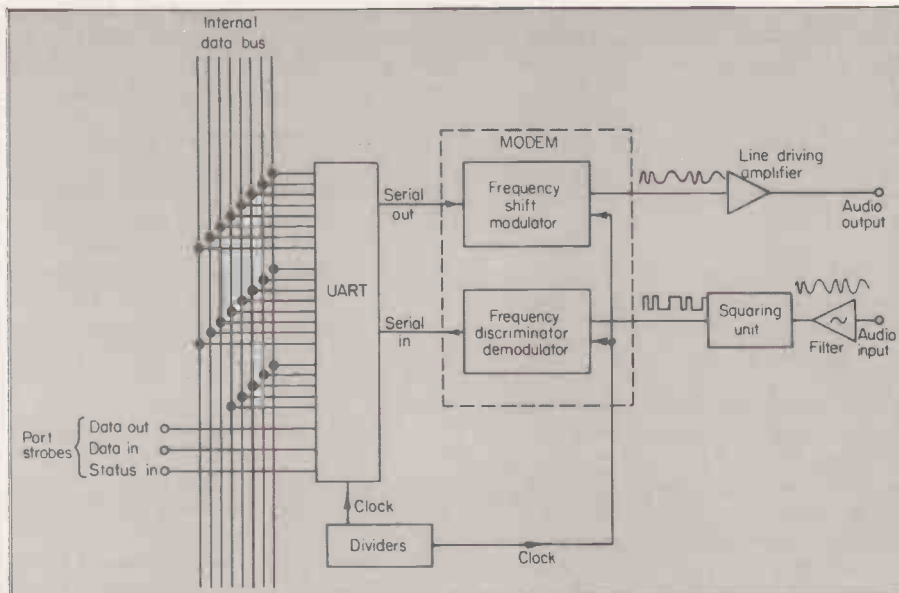 Internal
data bus
MODEM
Line driving
amplifier
Frequency
shift
modulator
Serial
out
Audio
output
UART
Serial
in
Frequency
discriminator
demodulator
Squaring
unit
Filter
Audio
input
Port
strobes
Data out
Data in
Status in
Clock
Dividers
Clock